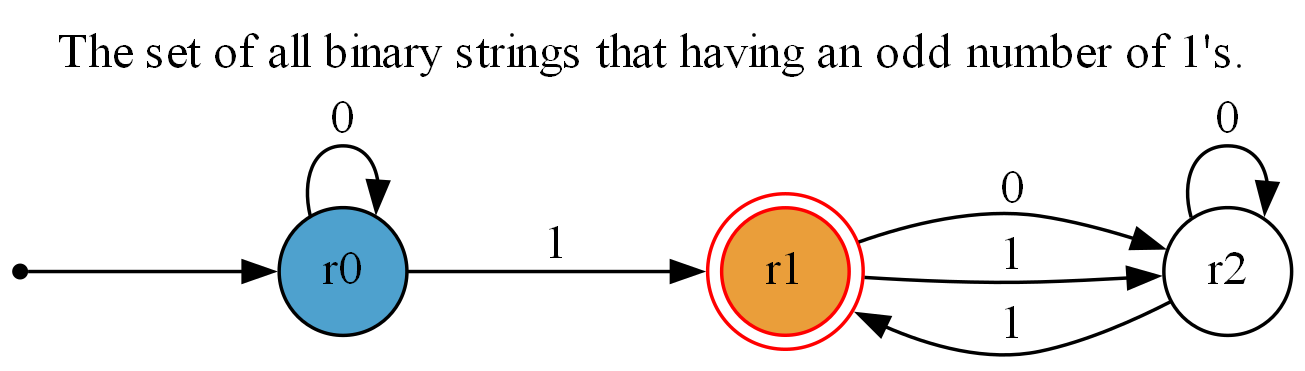 The set of all binary strings that having an odd number of 1's.
0
0
0
1
1
r0
r1
r2
1